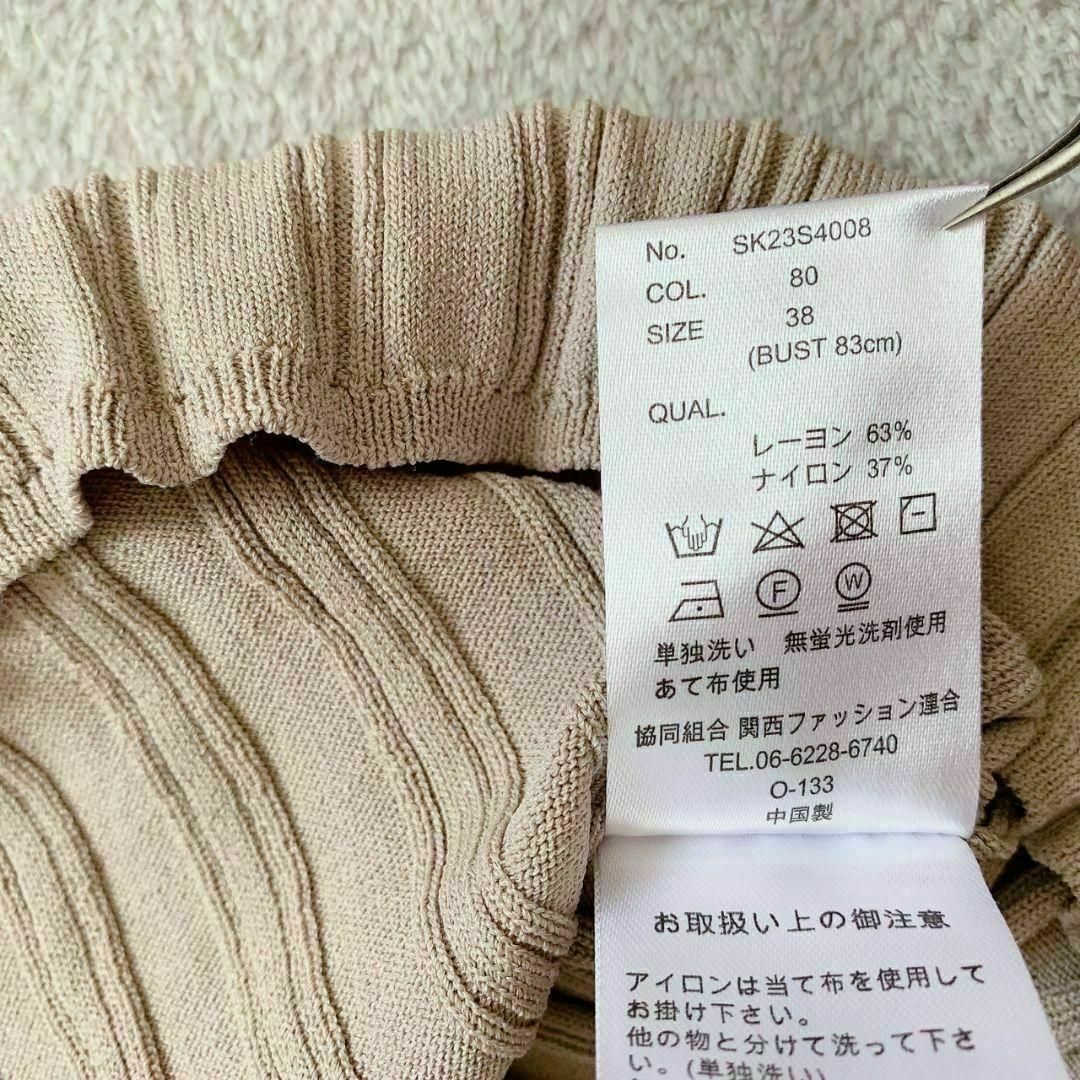 No. SK23S4008
COL. 80
SIZE 38
(BUST 83cm)
QUAL.
レーヨン 63%
ナイロン 37%
F W
単独洗い 無蛍光洗剤使用
あて布使用
協同組合 関西ファッション連合
TEL.06-6228-6740
O-133
中国製
お取扱い上の御注意
アイロンは当て布を使用して
お掛け下さい。
他の物と分けて洗って下さ
い。(単独洗い)